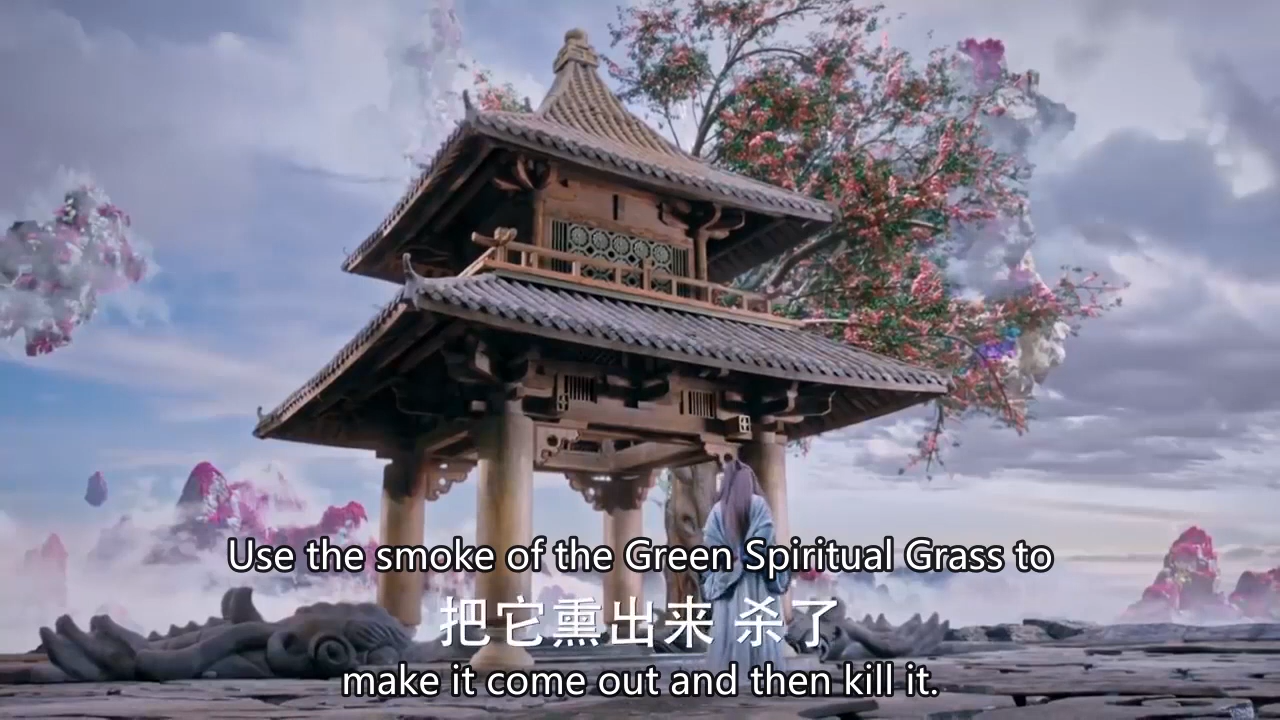 Use the smoke of the Green Spiritual Grass to
把它熏出来 杀了
make it come out and then kill it.